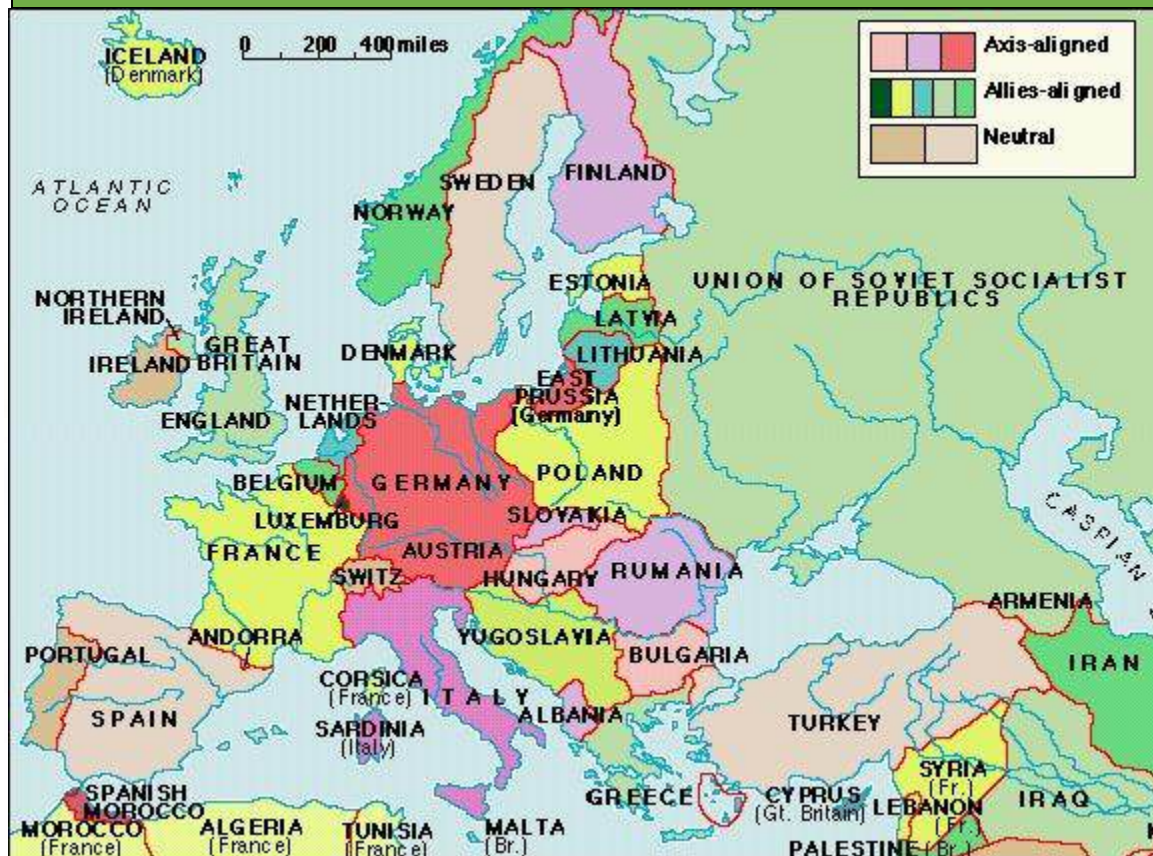 ICELAND
(Denmark)
0 200 400 miles
Axis-aligned
Allies-aligned
Neutral
ATLANTIC
OCEAN
SWEDEN
FINLAND
NORWAY
ESTONIA
UNION OF SOVIET SOCIALIST
REPUBLICS
NORTHERN
IRELAND
LATVIA
GREAT
BRITAIN
IRELAND
DENMARK
LITHUANIA
EAST
PRUSSIA
(Germany)
NETHER-
LANDS
ENGLAND
POLAND
BELGIUM
GERMANY
LUXEMBURG
SLOVAKIA
CASPIAN
FRANCE
AUSTRIA
SWITZ
HUNGARY
RUMANIA
ARMENIA
ANDORRA
YUGOSLAVIA
PORTUGAL
BULGARIA
IRAN
CORSICA
(France)
ITALY
SPAIN
ALBANIA
TURKEY
SARDINIA
(Italy)
SYRIA
(Fr.)
SPANISH
MOROCCO
GREECE
CYPRUS
(Gt. Britain)
LEBANON
(Fr.)
IRAQ
MOROCCO
(France)
ALGERIA
(France)
TUNISIA
(France)
MALTA
(Br.)
PALESTINE (Br.)